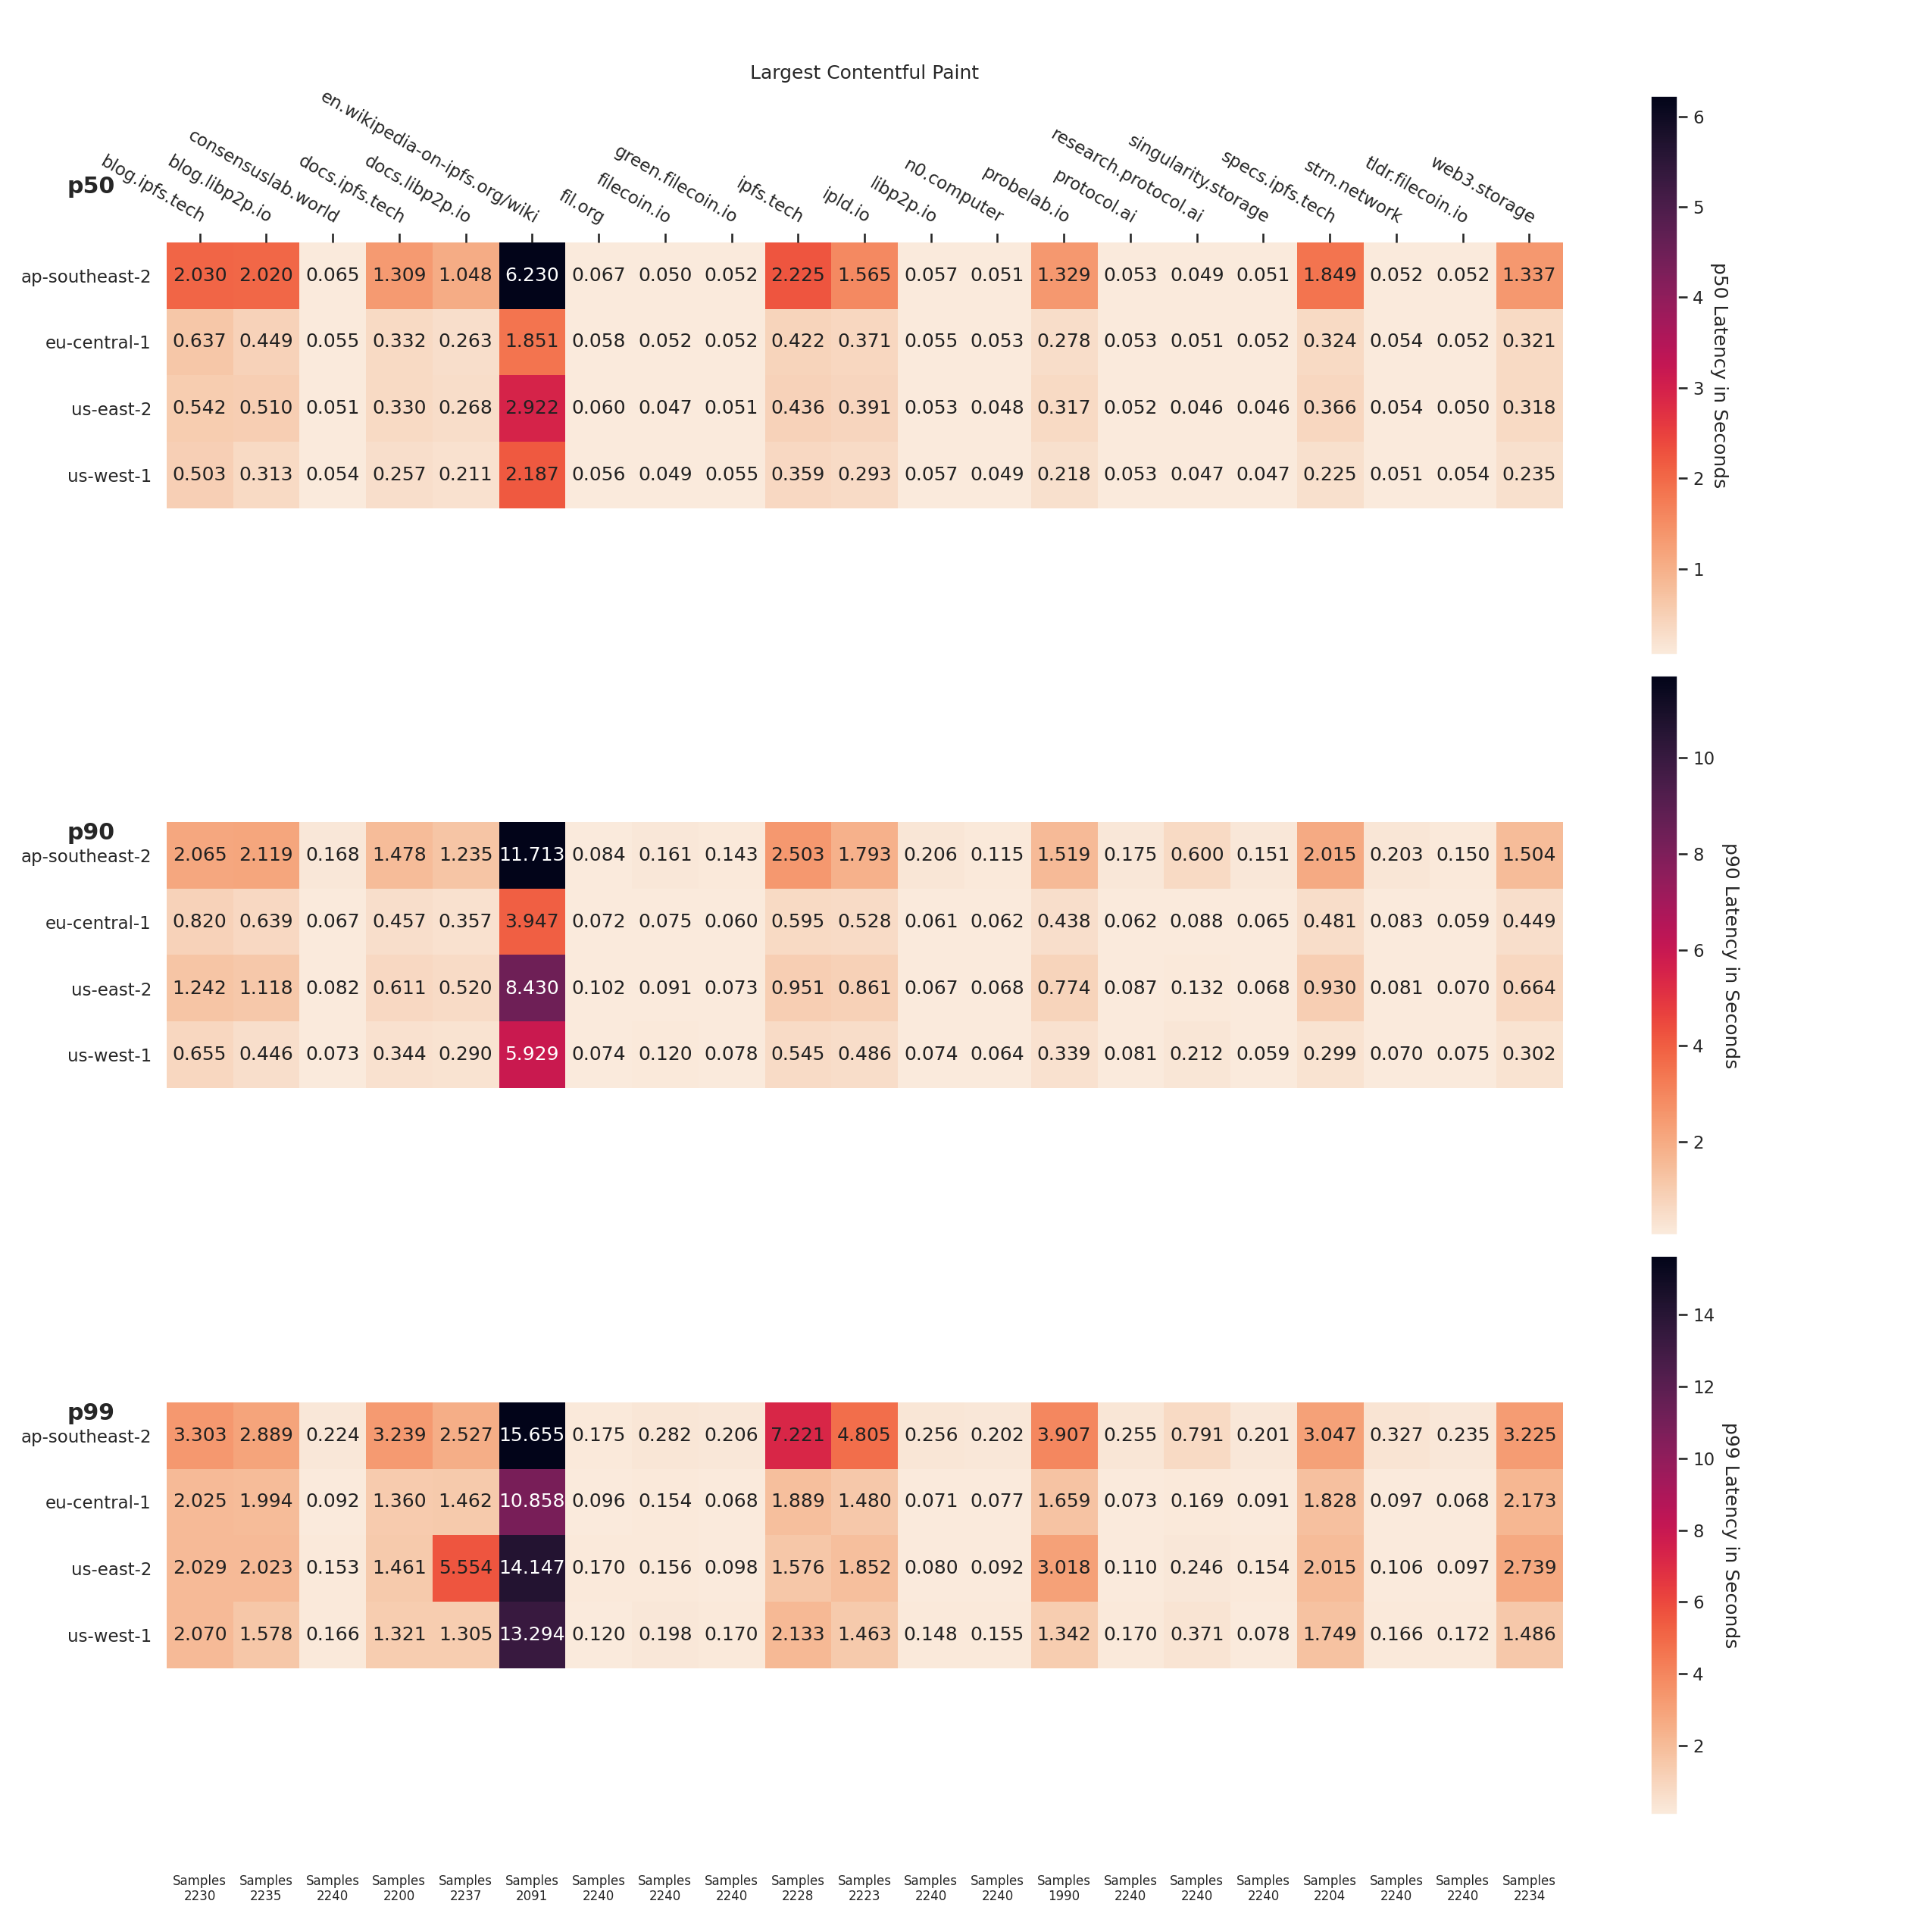 Largest Contentful Paint
p50
blog.ipfs.tech
blog.libp2p.io
consensuslab.world
docs.ipfs.tech
docs.libp2p.io
en.wikipedia-on-ipfs.org/wiki
fil.org
filecoin.io
green.filecoin.io
ipfs.tech
ipld.io
libp2p.io
n0.computer
probelab.io
protocol.ai
research.protocol.ai
singularity.storage
specs.ipfs.tech
strn.network
tldr.filecoin.io
web3.storage
ap-southeast-2 2.030 2.020 0.065 1.309 1.048 6.230 0.067 0.050 0.052 2.225 1.565 0.057 0.051 1.329 0.053 0.049 0.051 1.849 0.052 0.052 1.337
eu-central-1 0.637 0.449 0.055 0.332 0.263 1.851 0.058 0.052 0.052 0.422 0.371 0.055 0.053 0.278 0.053 0.051 0.052 0.324 0.054 0.052 0.321
us-east-2 0.542 0.510 0.051 0.330 0.268 2.922 0.060 0.047 0.051 0.436 0.391 0.053 0.048 0.317 0.052 0.046 0.046 0.366 0.054 0.050 0.318
us-west-1 0.503 0.313 0.054 0.257 0.211 2.187 0.056 0.049 0.055 0.359 0.293 0.057 0.049 0.218 0.053 0.047 0.047 0.225 0.051 0.054 0.235
6
5
4
3
2
1
p50 Latency in Seconds
p90
ap-southeast-2 2.065 2.119 0.168 1.478 1.235 11.713 0.084 0.161 0.143 2.503 1.793 0.206 0.115 1.519 0.175 0.600 0.151 2.015 0.203 0.150 1.504
eu-central-1 0.820 0.639 0.067 0.457 0.357 3.947 0.072 0.075 0.060 0.595 0.528 0.061 0.062 0.438 0.062 0.088 0.065 0.481 0.083 0.059 0.449
us-east-2 1.242 1.118 0.082 0.611 0.520 8.430 0.102 0.091 0.073 0.951 0.861 0.067 0.068 0.774 0.087 0.132 0.068 0.930 0.081 0.070 0.664
us-west-1 0.655 0.446 0.073 0.344 0.290 5.929 0.074 0.120 0.078 0.545 0.486 0.074 0.064 0.339 0.081 0.212 0.059 0.299 0.070 0.075 0.302
10
8
6
4
2
p90 Latency in Seconds
p99
ap-southeast-2 3.303 2.889 0.224 3.239 2.527 15.655 0.175 0.282 0.206 7.221 4.805 0.256 0.202 3.907 0.255 0.791 0.201 3.047 0.327 0.235 3.225
eu-central-1 2.025 1.994 0.092 1.360 1.462 10.858 0.096 0.154 0.068 1.889 1.480 0.071 0.077 1.659 0.073 0.169 0.091 1.828 0.097 0.068 2.173
us-east-2 2.029 2.023 0.153 1.461 5.554 14.147 0.170 0.156 0.098 1.576 1.852 0.080 0.092 3.018 0.110 0.246 0.154 2.015 0.106 0.097 2.739
us-west-1 2.070 1.578 0.166 1.321 1.305 13.294 0.120 0.198 0.170 2.133 1.463 0.148 0.155 1.342 0.170 0.371 0.078 1.749 0.166 0.172 1.486
14
12
10
8
6
4
2
p99 Latency in Seconds
Samples Samples Samples Samples Samples Samples Samples Samples Samples Samples Samples Samples Samples Samples Samples Samples Samples Samples Samples Samples Samples
2230 2235 2240 2200 2237 2091 2240 2240 2240 2228 2223 2240 2240 1990 2240 2240 2240 2204 2240 2240 2234